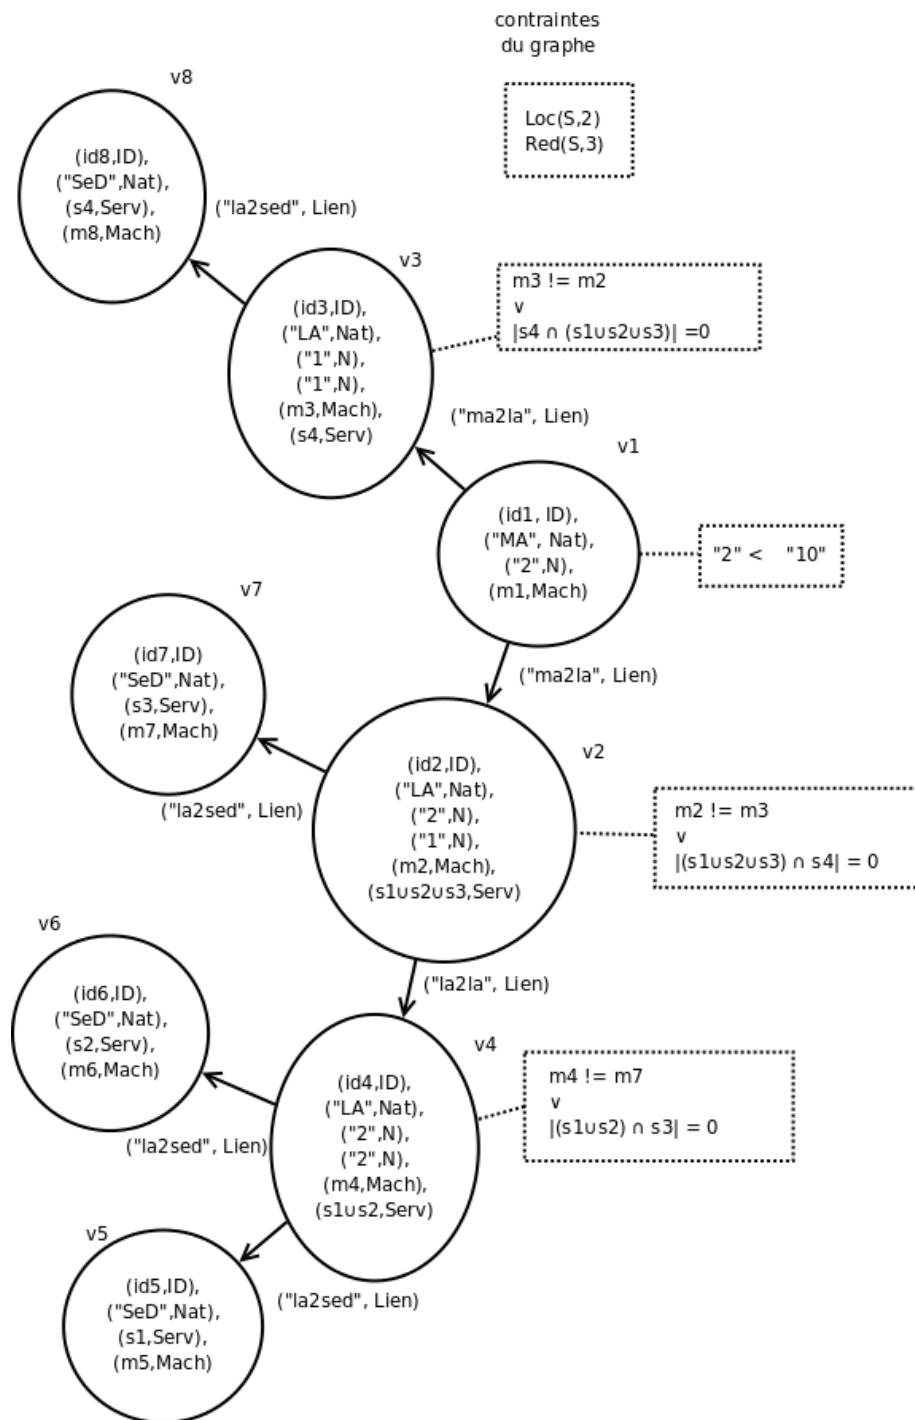 contraintes
du graphe
Loc(S,2)
Red(S,3)
v8
(id8,ID),
("SeD",Nat),
(s4,Serv),
(m8,Mach)
("la2sed", Lien)
v3
(id3,ID),
("LA",Nat),
("1",N),
("1",N),
(m3,Mach),
(s4,Serv)
m3 != m2
∨
|s4 ∩ (s1∪s2∪s3)| =0
("ma2la", Lien)
v1
(id1, ID),
("MA", Nat),
("2",N),
(m1,Mach)
"2" < "10"
v7
(id7,ID)
("SeD",Nat),
(s3,Serv),
(m7,Mach)
("ma2la", Lien)
v2
(id2,ID),
("LA",Nat),
("2",N),
("1",N),
(m2,Mach),
(s1∪s2∪s3,Serv)
("la2sed", Lien)
m2 != m3
∨
|(s1∪s2∪s3) ∩ s4| = 0
v6
(id6,ID),
("SeD",Nat),
(s2,Serv),
(m6,Mach)
("la2la", Lien)
v4
(id4,ID),
("LA",Nat),
("2",N),
("2",N),
(m4,Mach),
(s1∪s2,Serv)
m4 != m7
∨
|(s1∪s2) ∩ s3| = 0
("la2sed", Lien)
v5
(id5,ID),
("SeD",Nat),
(s1,Serv),
(m5,Mach)
("la2sed", Lien)